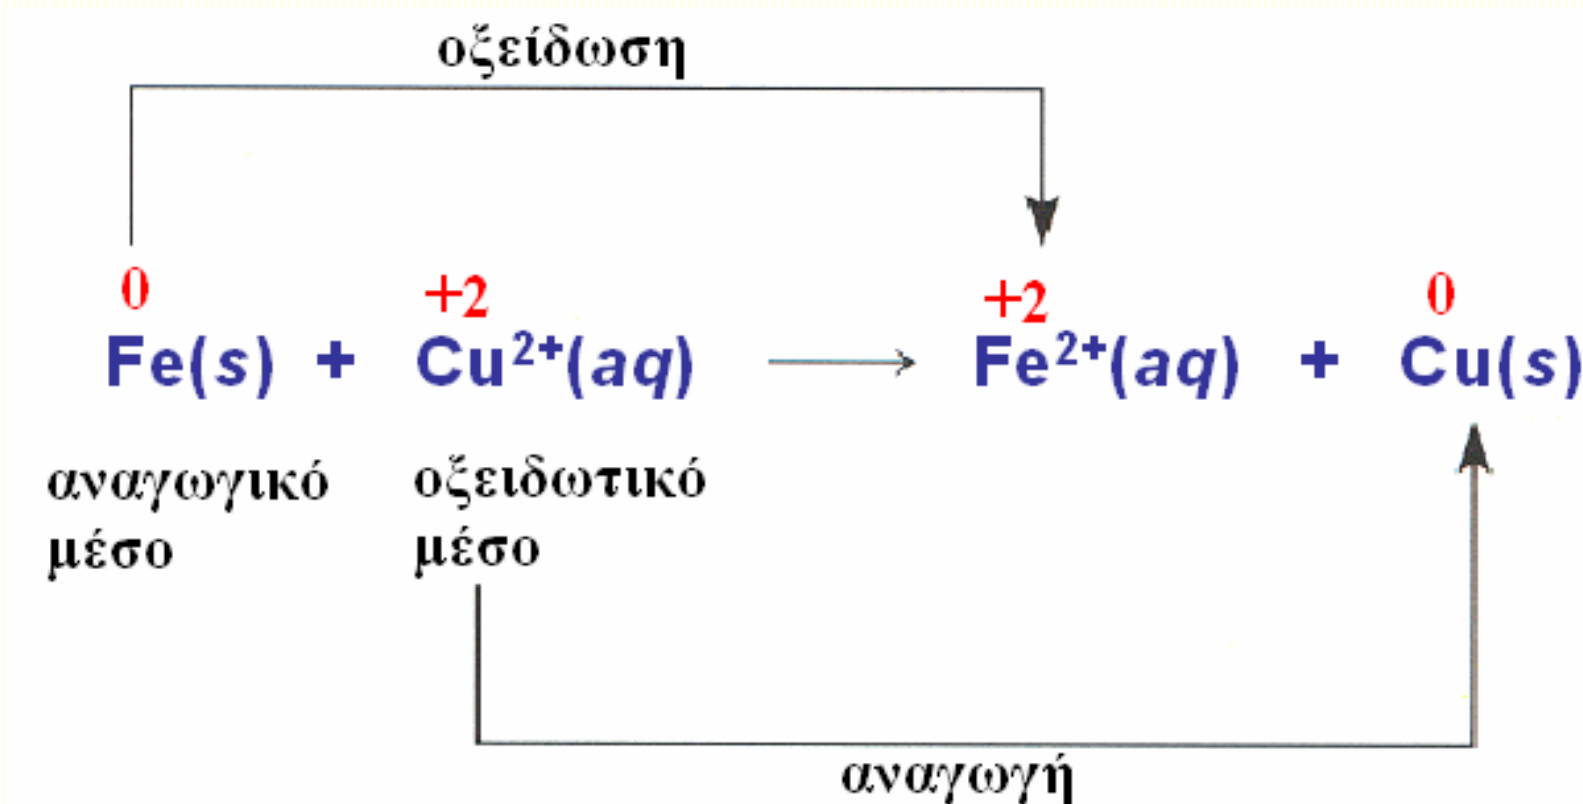 οξείδωση
0 +2 +2 0
Fe(s) + Cu²⁺(aq) → Fe²⁺(aq) + Cu(s)
αναγωγικό οξειδωτικό
μέσο μέσο
αναγωγή